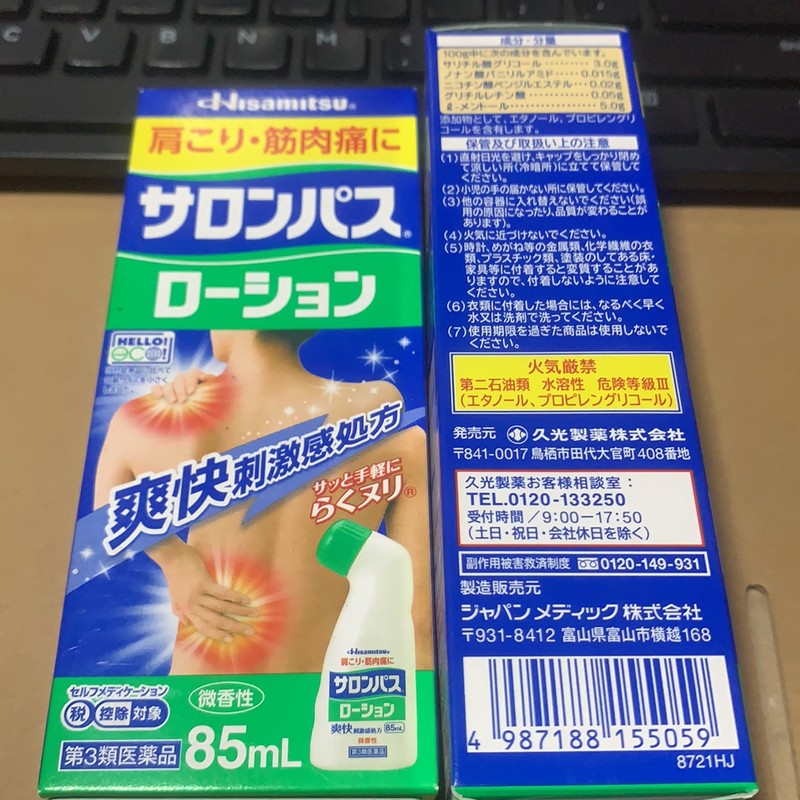 B
N
M
Hisamitsu®
肩こり・筋肉痛に
サロンパス®
ローション
HELLO!
eco!
爽快刺激感処方
サッと手軽に
らくヌリ®
Hisamitsu®
肩こり・筋肉痛に
サロンパス
ローション
爽快刺激感処方 85mL
微香性
第3類医薬品
セルフメディケーション
税 控除 対象
微香性
第3類医薬品
85mL
成分・分量
100g中に次の成分を含んでいます。
サリチル酸グリコール……3.0g
ノナン酸バニリルアミド……0.015g
ニコチン酸ベンジルエステル…0.02g
グリチルレチン酸……0.05g
ℓ-メントール……5.0g
添加物として、エタノール、プロピレングリ
コールを含有します。
保管及び取扱い上の注意
(1)直射日光を避け、キャップをしっかり閉め
て涼しい所(冷暗所)に立てて保管して
ください。
(2)小児の手の届かない所に保管してください。
(3)他の容器に入れ替えないでください(誤
用の原因になったり、品質が変わることが
あります)。
(4)火気に近づけないでください。
(5)時計、めがね等の金属類、化学繊維の衣
類、プラスチック類、塗装のしてある床・
家具等に付着すると変質することがあ
りますので、付着しないように注意して
ください。
(6)衣類に付着した場合には、なるべく早く
水又は洗剤で洗ってください。
(7)使用期限を過ぎた商品は使用しないで
ください。
火気厳禁
第二石油類 水溶性 危険等級Ⅲ
(エタノール、プロピレングリコール)
発売元 久光製薬株式会社
〒841-0017 鳥栖市田代大官町408番地
久光製薬お客様相談室:
TEL.0120-133250
受付時間/9:00-17:50
(土日・祝日・会社休日を除く)
副作用被害救済制度 0120-149-931
製造販売元
ジャパンメディック株式会社
〒931-8412 富山県富山市横越168
4 987188 155059
8721HJ